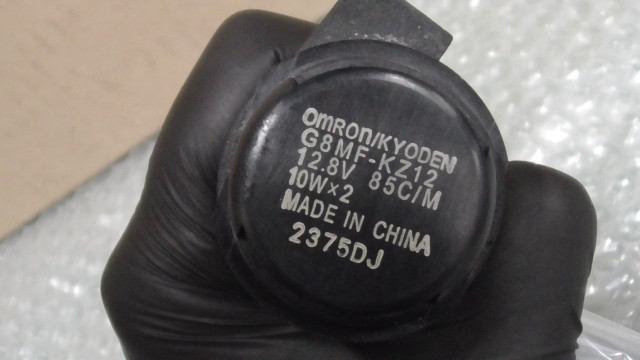 OMRON/KYODEN
G8MF-KZ12
12.8V 85C/M
10W×2
MADE IN CHINA
2375DJ